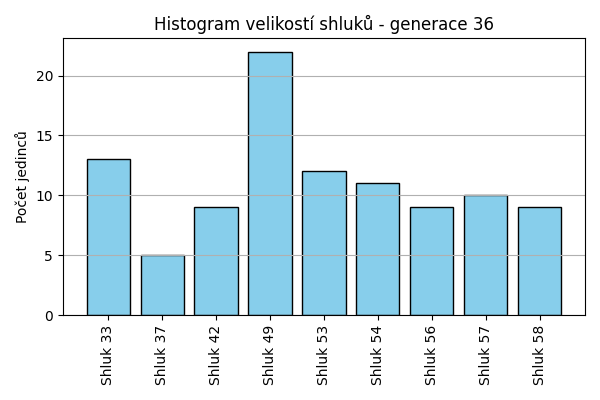 Histogram velikostí shluků - generace 36
Počet jedinců
20
15
10
5
0
Shluk 33
Shluk 37
Shluk 42
Shluk 49
Shluk 53
Shluk 54
Shluk 56
Shluk 57
Shluk 58